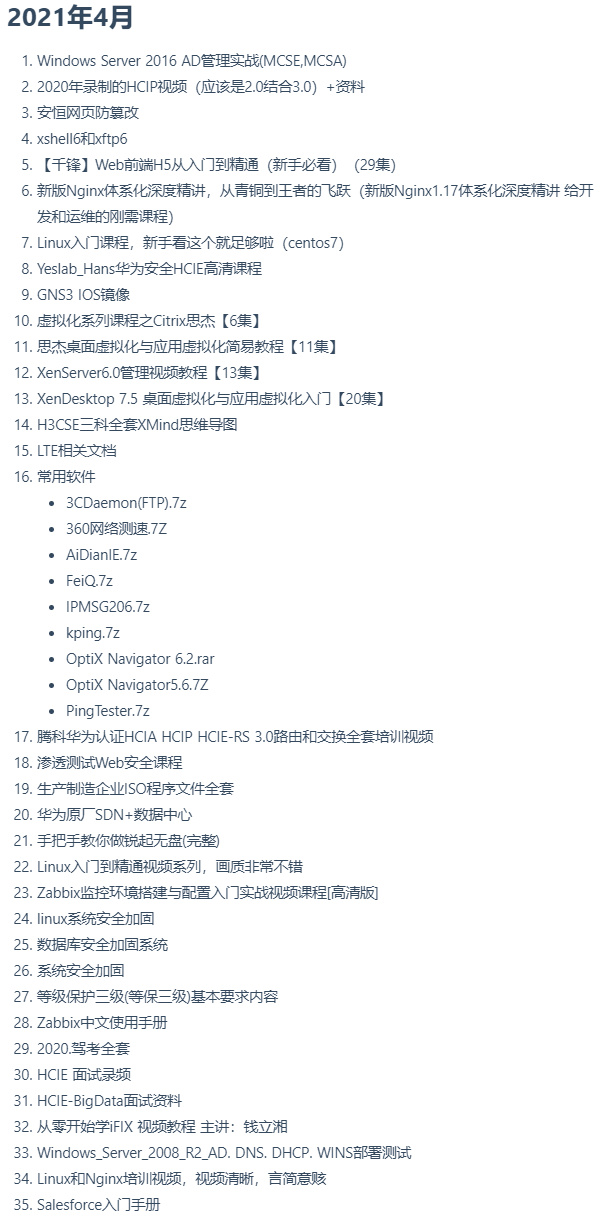 2021年4月
1. Windows Server 2016 AD管理实战(MCSE,MCSA)
2. 2020年录制的HCIP视频（应该是2.0结合3.0）+资料
3. 安恒网页防篡改
4. xshell6和xftp6
5. 【千锋】Web前端H5从入门到精通（新手必看）（29集）
6. 新版Nginx体系化深度精讲，从青铜到王者的飞跃（新版Nginx1.17体系化深度精讲 给开
发和运维的刚需课程）
7. Linux入门课程，新手看这个就足够啦（centos7）
8. Yeslab_Hans华为安全HCIE高清课程
9. GNS3 IOS镜像
10. 虚拟化系列课程之Citrix思杰【6集】
11. 思杰桌面虚拟化与应用虚拟化简易教程【11集】
12. XenServer6.0管理视频教程【13集】
13. XenDesktop 7.5 桌面虚拟化与应用虚拟化入门【20集】
14. H3CSE三科全套XMind思维导图
15. LTE相关文档
16. 常用软件
• 3CDaemon(FTP).7z
• 360网络测速.7Z
• AiDianIE.7z
• FeiQ.7z
• IPMSG206.7z
• kping.7z
• OptiX Navigator 6.2.rar
• OptiX Navigator5.6.7Z
• PingTester.7z
17. 腾科华为认证HCIA HCIP HCIE-RS 3.0路由和交换全套培训视频
18. 渗透测试Web安全课程
19. 生产制造企业ISO程序文件全套
20. 华为原厂SDN+数据中心
21. 手把手教你做锐起无盘(完整)
22. Linux入门到精通视频系列，画质非常不错
23. Zabbix监控环境搭建与配置入门实战视频课程[高清版]
24. linux系统安全加固
25. 数据库安全加固系统
26. 系统安全加固
27. 等级保护三级(等保三级)基本要求内容
28. Zabbix中文使用手册
29. 2020.驾考全套
30. HCIE 面试录频
31. HCIE-BigData面试资料
32. 从零开始学iFIX 视频教程 主讲：钱立湘
33. Windows_Server_2008_R2_AD. DNS. DHCP. WINS部署测试
34. Linux和Nginx培训视频，视频清晰，言简意赅
35. Salesforce入门手册